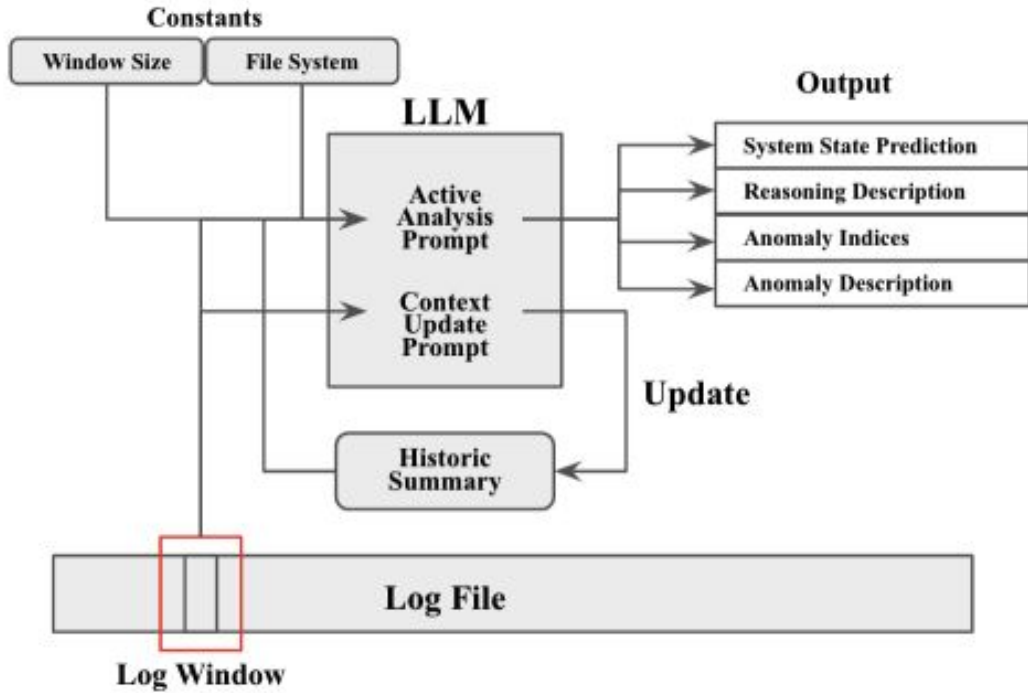 Constants
Window Size
File System
LLM
Output
Active
Analysis
Prompt
System State Prediction
Reasoning Description
Anomaly Indices
Anomaly Description
Context
Update
Prompt
Update
Historic
Summary
Log File
Log Window